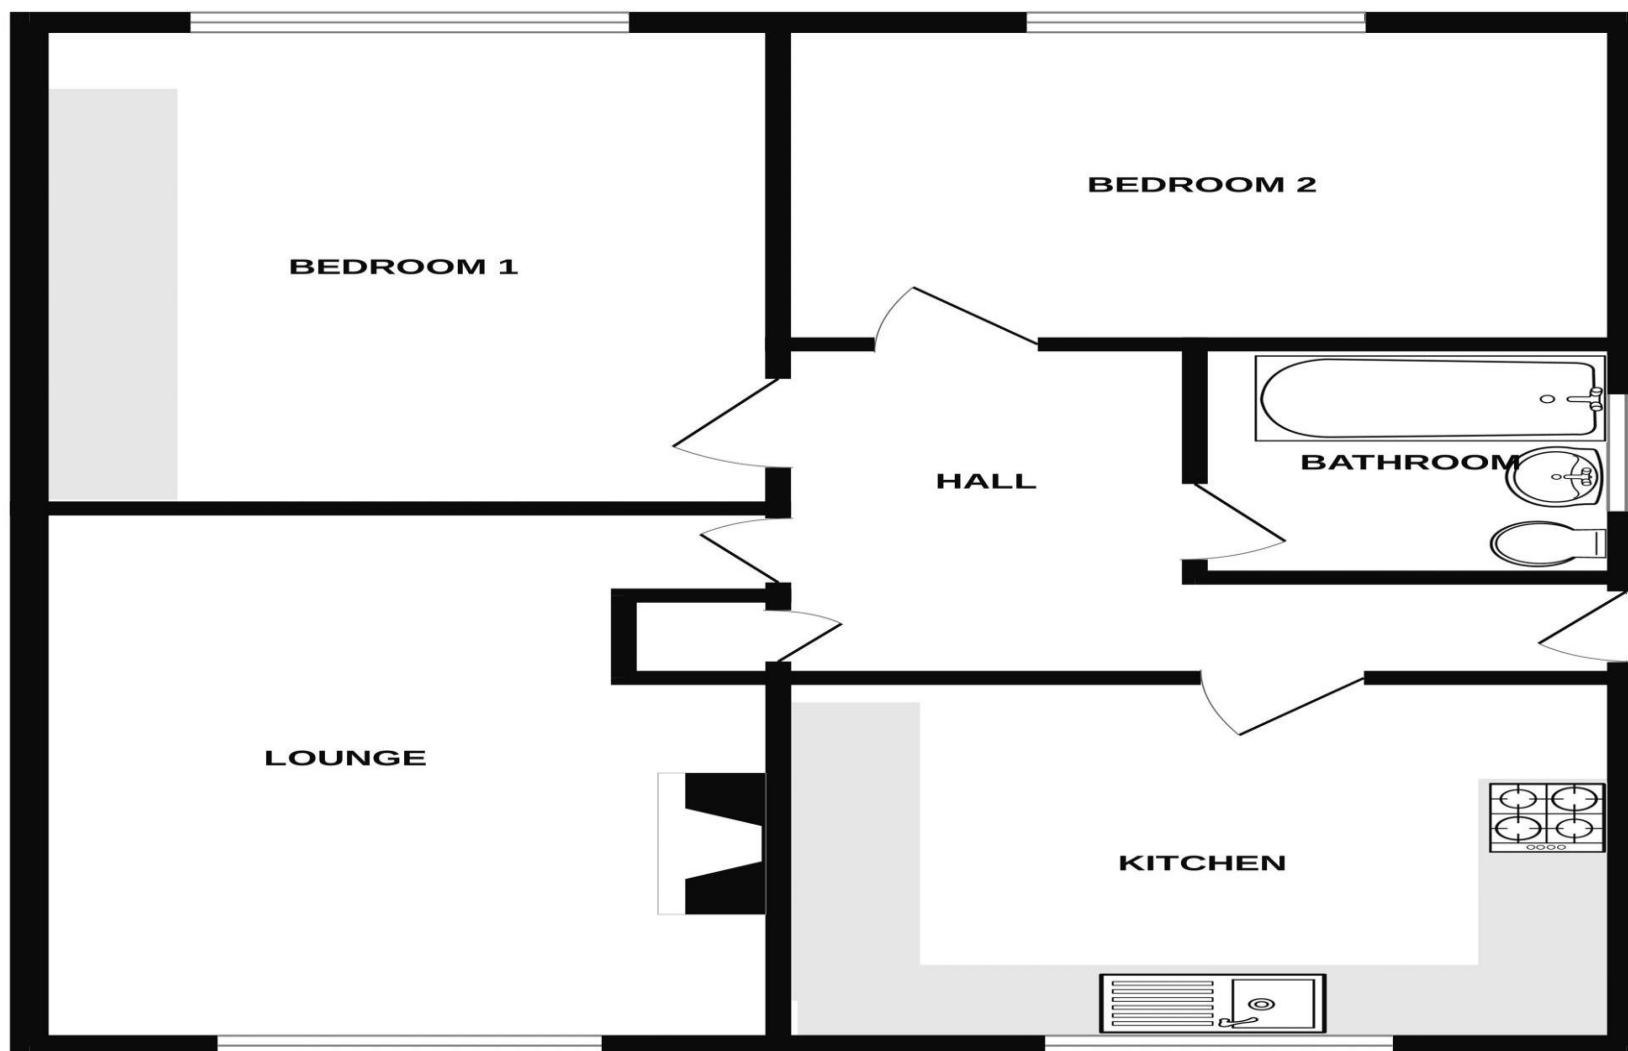 BEDROOM 2
BEDROOM 1
BATHROOM
HALL
LOUNGE
KITCHEN